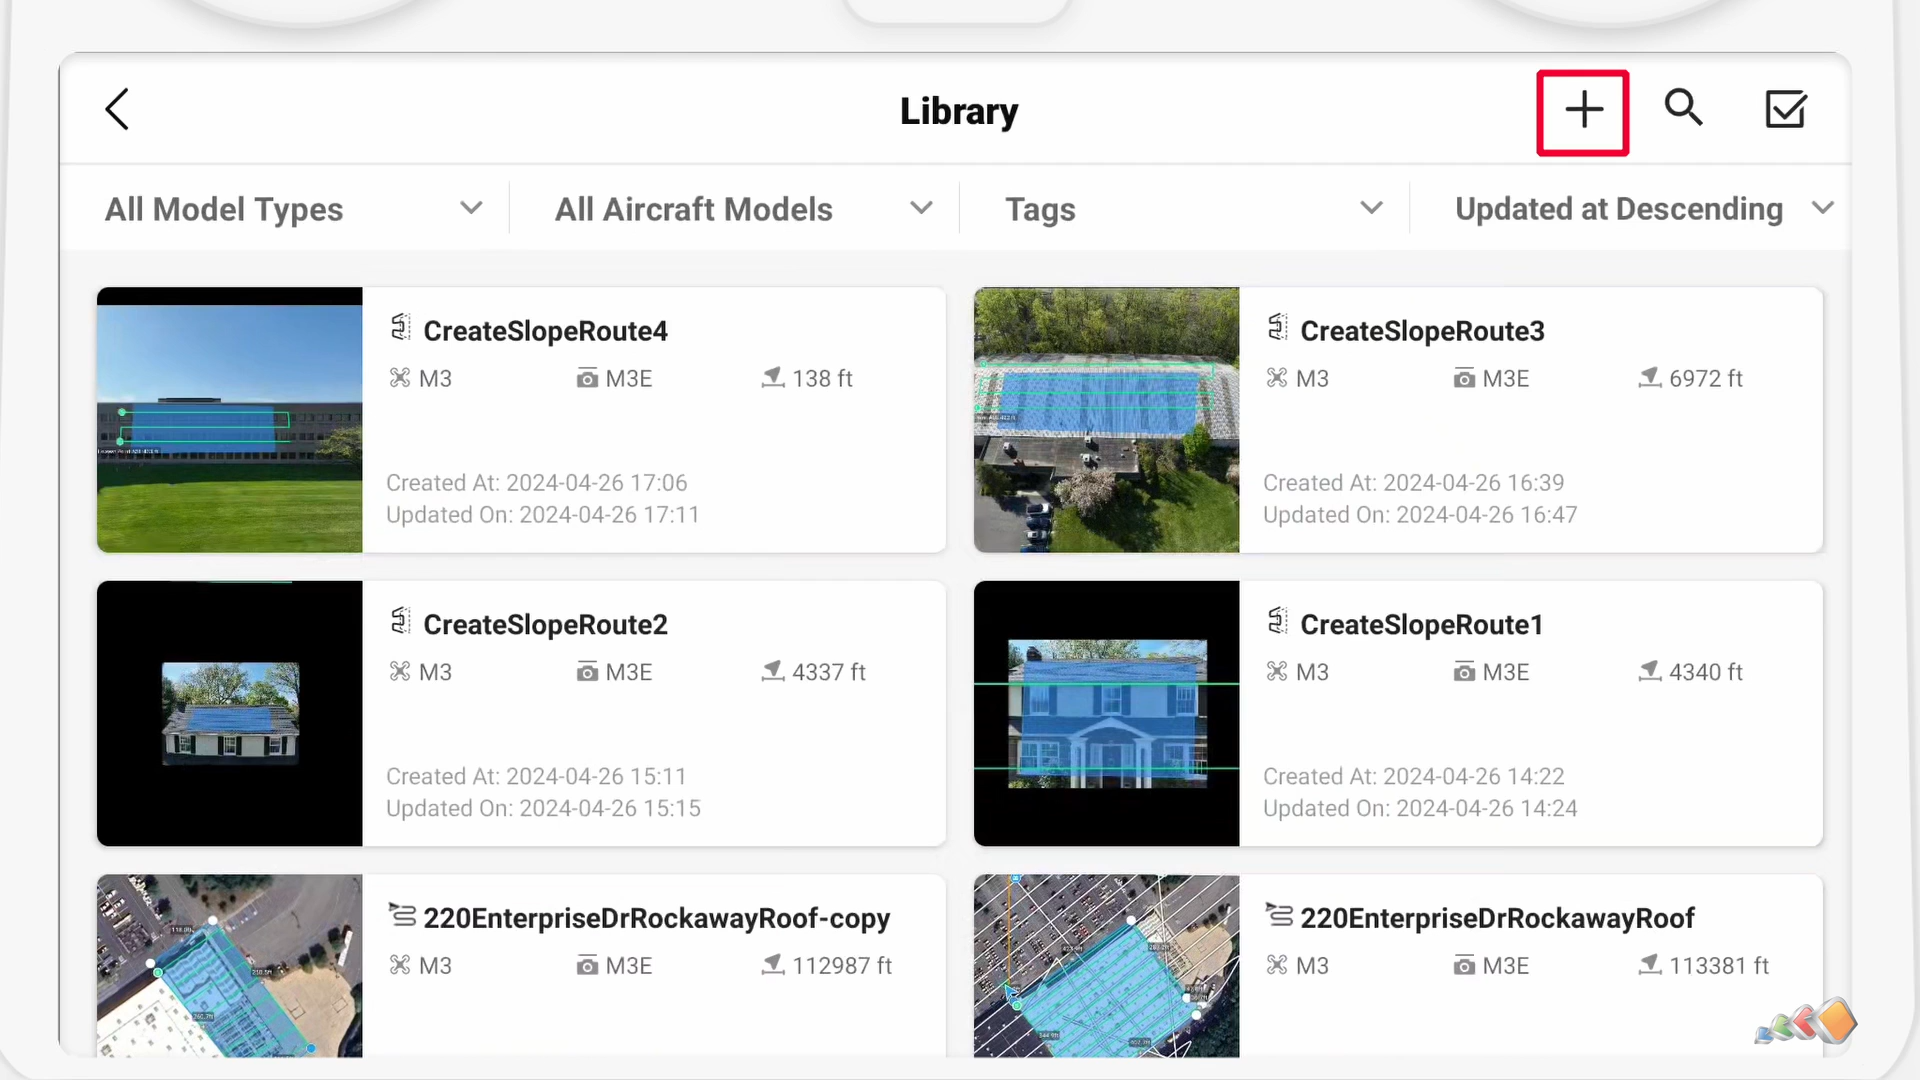 Library
All Model Types
All Aircraft Models
Tags
Updated at Descending
CreateSlopeRoute4
M3
M3E
138 ft
Created At: 2024-04-26 17:06
Updated On: 2024-04-26 17:11
CreateSlopeRoute3
M3
M3E
6972 ft
Created At: 2024-04-26 16:39
Updated On: 2024-04-26 16:47
CreateSlopeRoute2
M3
M3E
4337 ft
Created At: 2024-04-26 15:11
Updated On: 2024-04-26 15:15
CreateSlopeRoute1
M3
M3E
4340 ft
Created At: 2024-04-26 14:22
Updated On: 2024-04-26 14:24
220EnterpriseDrRockawayRoof-copy
M3
M3E
112987 ft
220EnterpriseDrRockawayRoof
M3
M3E
113381 ft